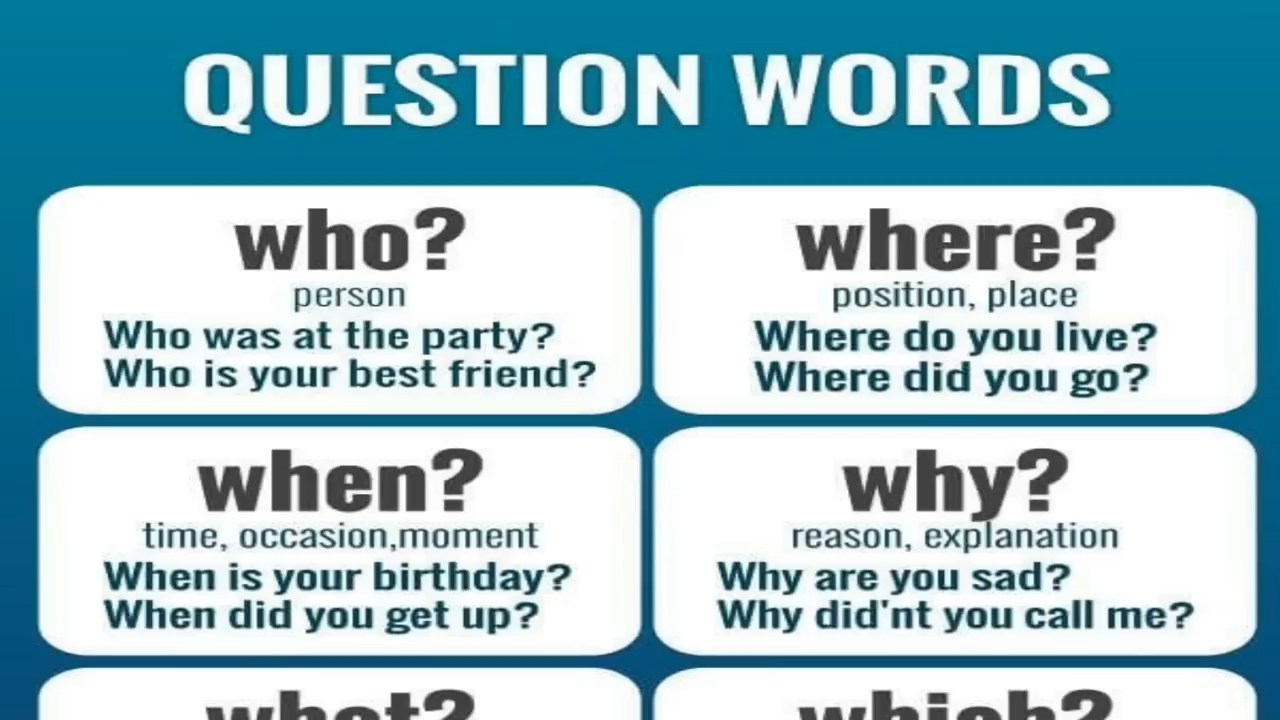 QUESTION WORDS
who?
person
Who was at the party?
Who is your best friend?
where?
position, place
Where do you live?
Where did you go?
when?
time, occasion,moment
When is your birthday?
When did you get up?
why?
reason, explanation
Why are you sad?
Why did'nt you call me?
what?
which?